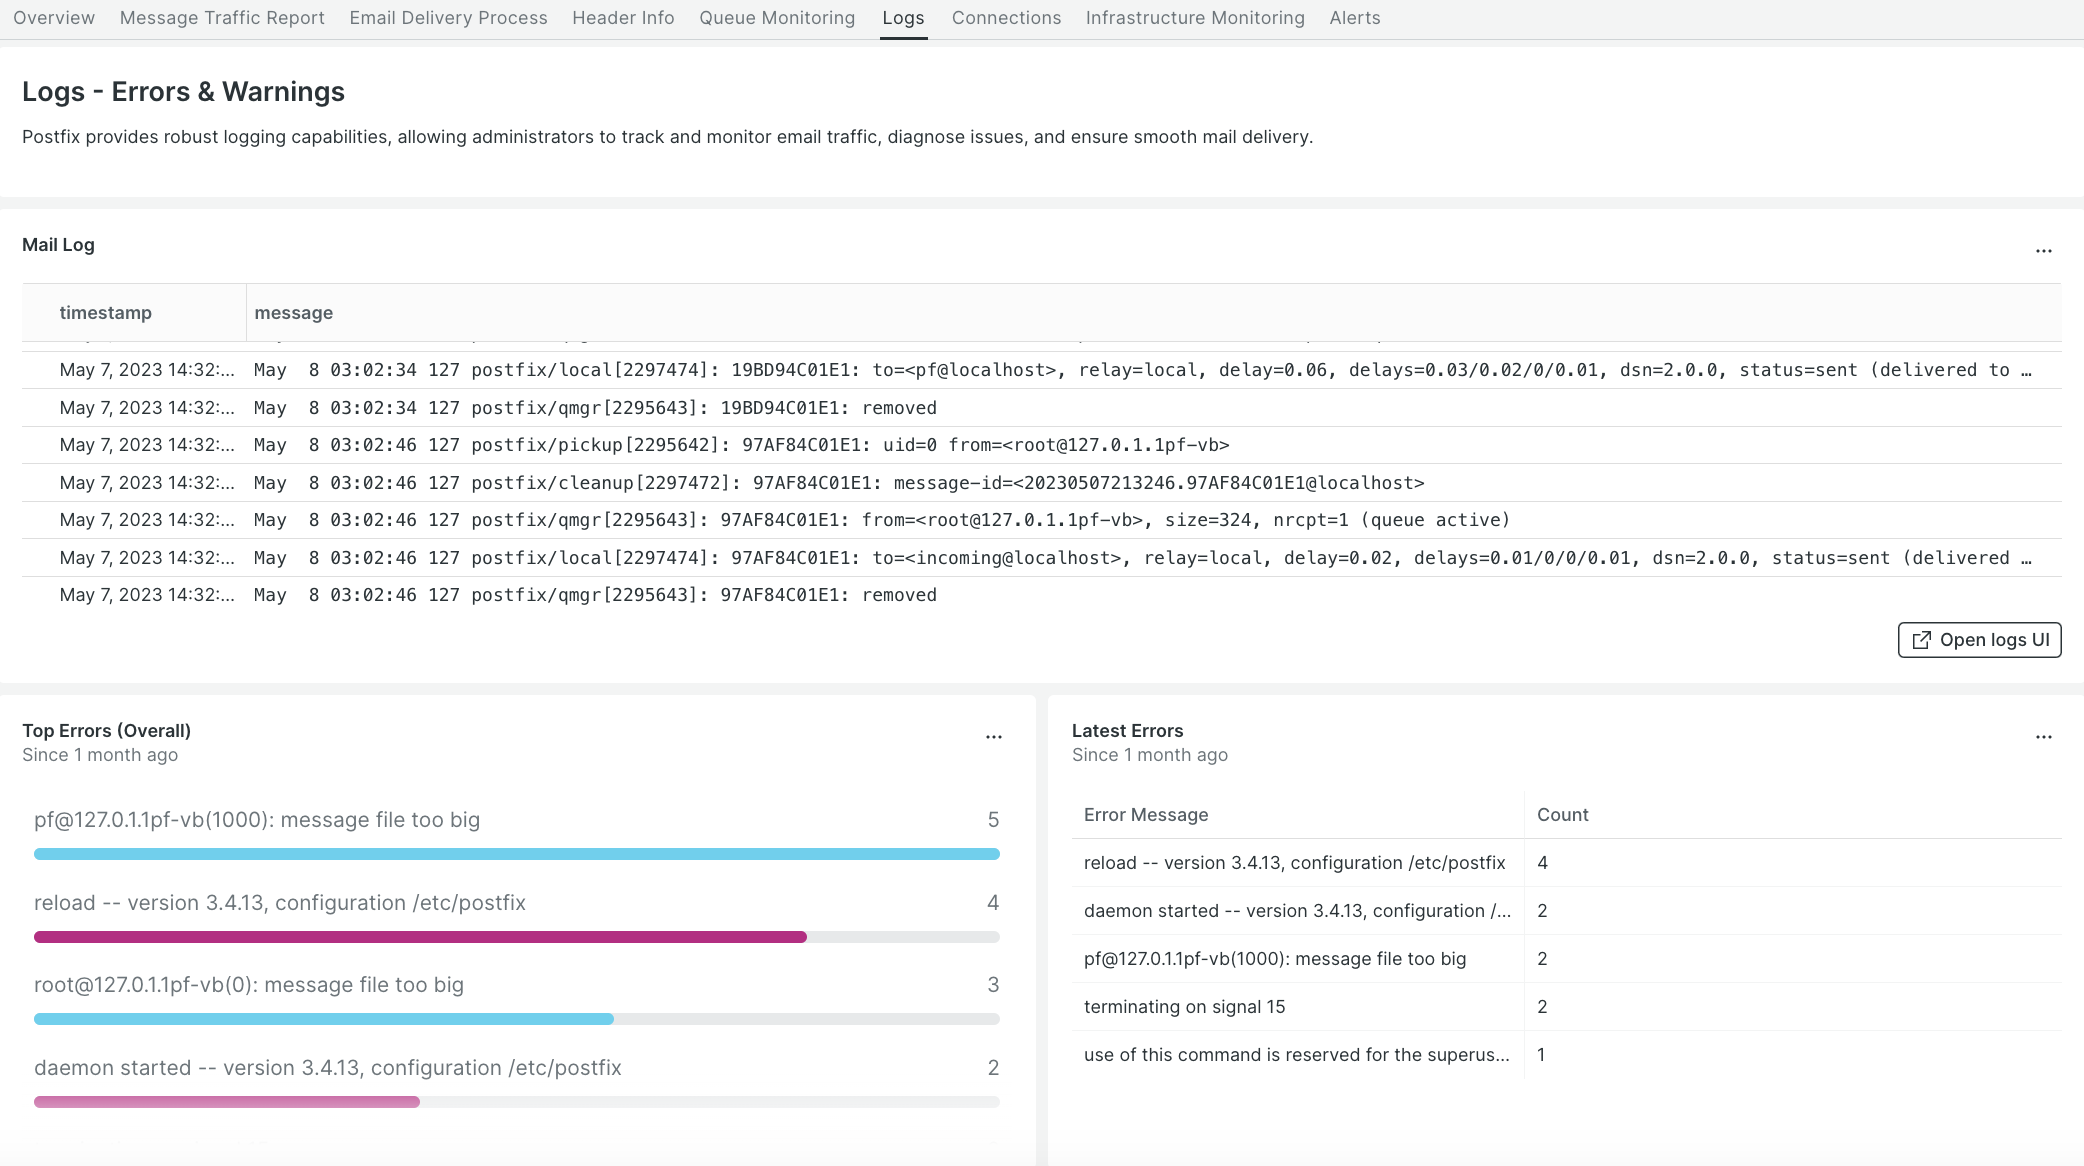 Overview Message Traffic Report Email Delivery Process Header Info Queue Monitoring Logs Connections Infrastructure Monitoring Alerts
Logs - Errors & Warnings
Postfix provides robust logging capabilities, allowing administrators to track and monitor email traffic, diagnose issues, and ensure smooth mail delivery.
Mail Log
...
timestamp message
May 7, 2023 14:32:... May  8 03:02:34 127 postfix/local[2297474]: 19BD94C01E1: to=<pf@localhost>, relay=local, delay=0.06, delays=0.03/0.02/0/0.01, dsn=2.0.0, status=sent (delivered to …
May 7, 2023 14:32:... May  8 03:02:34 127 postfix/qmgr[2295643]: 19BD94C01E1: removed
May 7, 2023 14:32:... May  8 03:02:46 127 postfix/pickup[2295642]: 97AF84C01E1: uid=0 from=<root@127.0.1.1pf-vb>
May 7, 2023 14:32:... May  8 03:02:46 127 postfix/cleanup[2297472]: 97AF84C01E1: message-id=<20230507213246.97AF84C01E1@localhost>
May 7, 2023 14:32:... May  8 03:02:46 127 postfix/qmgr[2295643]: 97AF84C01E1: from=<root@127.0.1.1pf-vb>, size=324, nrcpt=1 (queue active)
May 7, 2023 14:32:... May  8 03:02:46 127 postfix/local[2297474]: 97AF84C01E1: to=<incoming@localhost>, relay=local, delay=0.02, delays=0.01/0/0/0.01, dsn=2.0.0, status=sent (delivered …
May 7, 2023 14:32:... May  8 03:02:46 127 postfix/qmgr[2295643]: 97AF84C01E1: removed
Open logs UI
Top Errors (Overall)
...
Since 1 month ago
pf@127.0.1.1pf-vb(1000): message file too big 5
reload -- version 3.4.13, configuration /etc/postfix 4
root@127.0.1.1pf-vb(0): message file too big 3
daemon started -- version 3.4.13, configuration /etc/postfix 2
Latest Errors
...
Since 1 month ago
Error Message Count
reload -- version 3.4.13, configuration /etc/postfix 4
daemon started -- version 3.4.13, configuration /... 2
pf@127.0.1.1pf-vb(1000): message file too big 2
terminating on signal 15 2
use of this command is reserved for the superus... 1